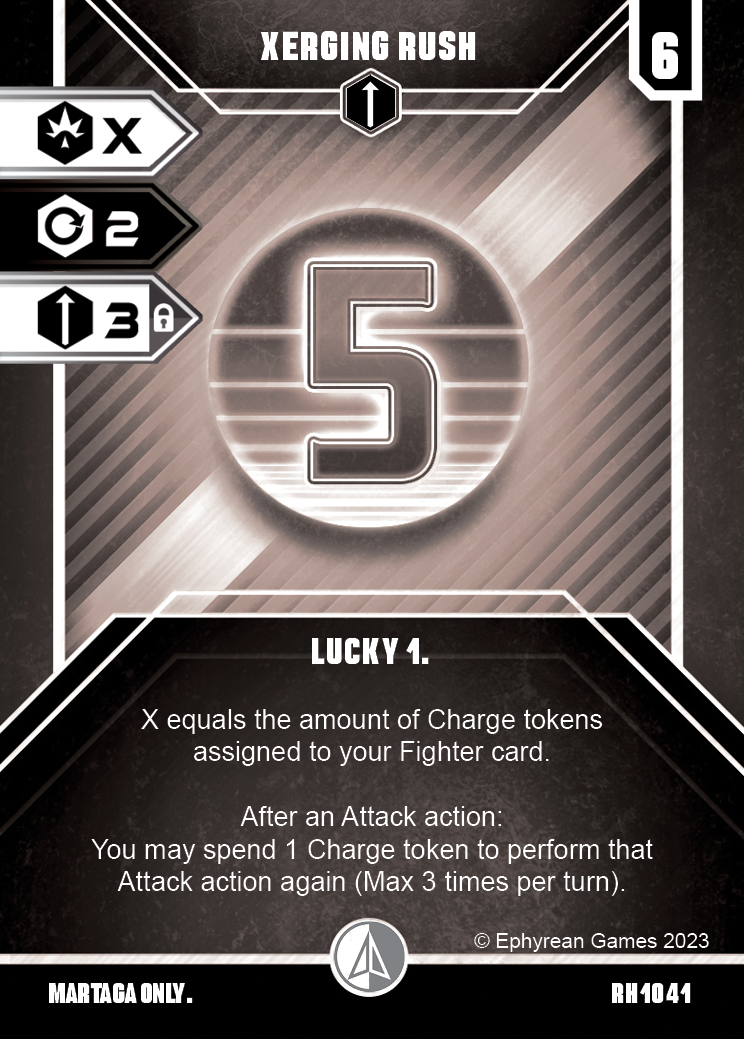 XERGING RUSH
6
X
2
3
5
LUCKY 1.
X equals the amount of Charge tokens
assigned to your Fighter card.
After an Attack action:
You may spend 1 Charge token to perform that
Attack action again (Max 3 times per turn).
© Ephyrean Games 2023
MARTAGA ONLY.
RH1041